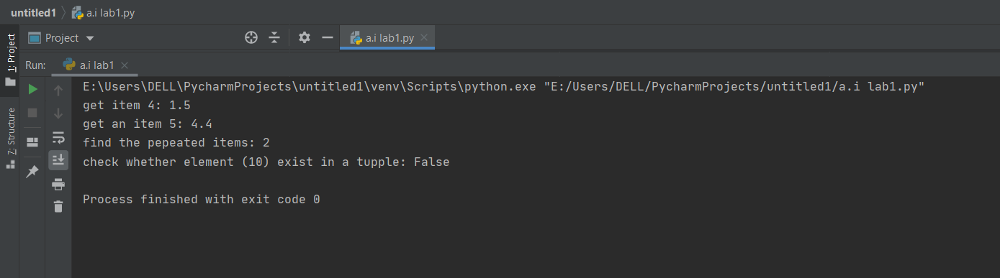 untitled1 〉 a.i lab1.py
Project
a.i lab1.py
1: Project
Run:
a.i lab1
7: Structure
E:\Users\DELL\PycharmProjects\untitled1\venv\Scripts\python.exe "E:/Users/DELL/PycharmProjects/untitled1/a.i lab1.py"
get item 4: 1.5
get an item 5: 4.4
find the pepeated items: 2
check whether element (10) exist in a tupple: False
Process finished with exit code 0